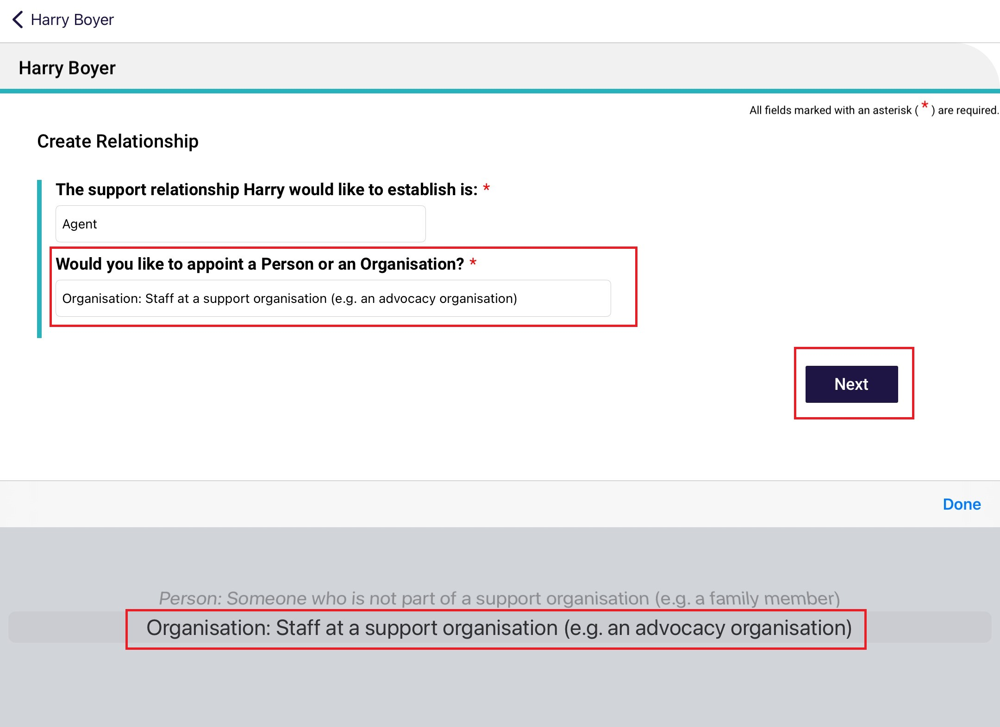 Harry Boyer
Harry Boyer
All fields marked with an asterisk ( * ) are required.
Create Relationship
The support relationship Harry would like to establish is: *
Agent
Would you like to appoint a Person or an Organisation? *
Organisation: Staff at a support organisation (e.g. an advocacy organisation)
Next
Done
Person: Someone who is not part of a support organisation (e.g. a family member)
Organisation: Staff at a support organisation (e.g. an advocacy organisation)